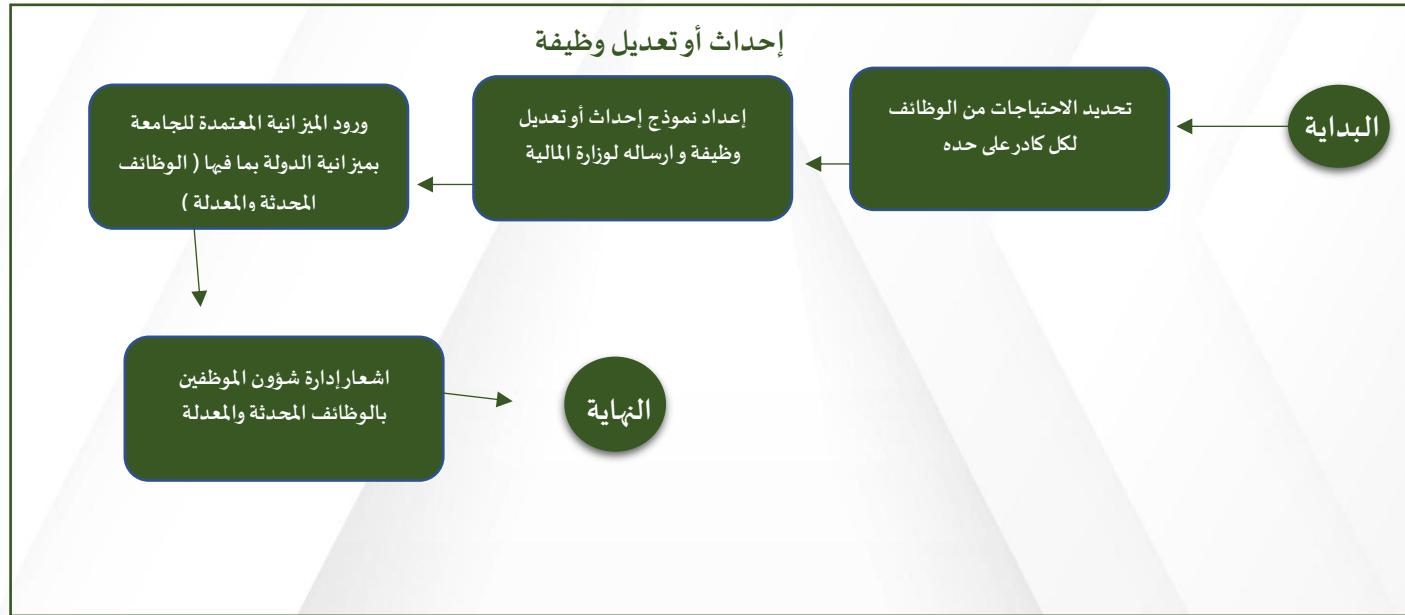 إحداث أو تعديل وظيفة
البداية
تحديد الاحتياجات من الوظائف
لكل كادر على حده
إعداد نموذج إحداث أو تعديل
وظيفة و ارساله لوزارة المالية
ورود الميزانية المعتمدة للجامعة
بميزانية الدولة بما فيها ( الوظائف
المحدثة والمعدلة )
اشعار إدارة شؤون الموظفين
بالوظائف المحدثة والمعدلة
النهاية